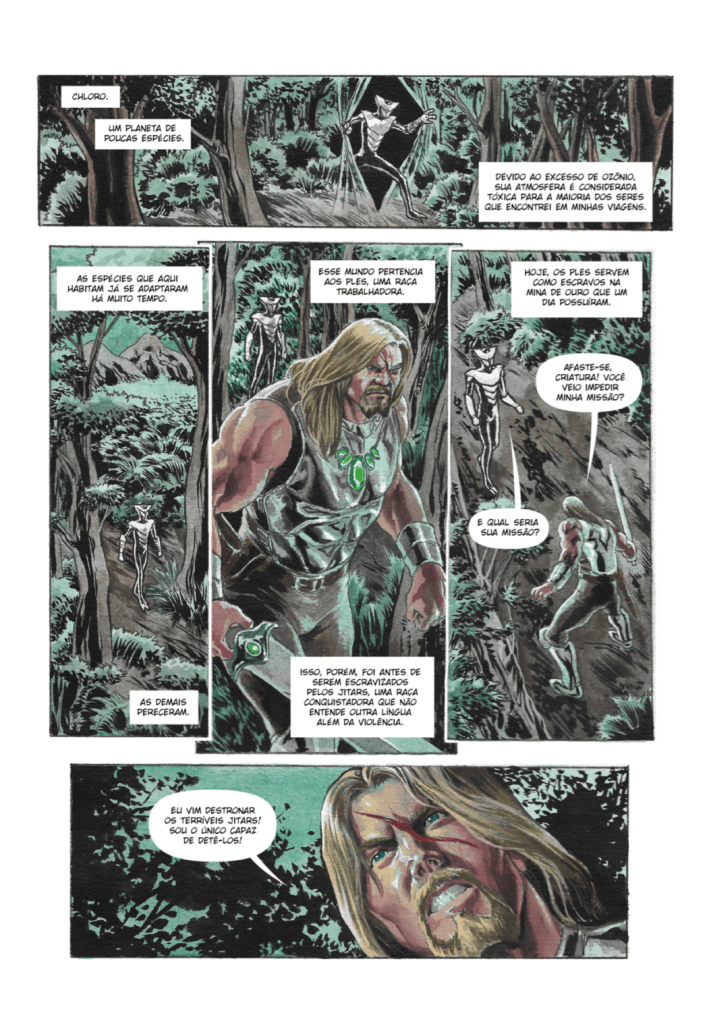 CHLORO.
UM PLANETA DE
POUCAS ESPÉCIES.
DEVIDO AO EXCESSO DE OZÔNIO,
SUA ATMOSFERA É CONSIDERADA
TÓXICA PARA A MAIORIA DOS SERES
QUE ENCONTREI EM MINHAS VIAGENS.
AS ESPÉCIES QUE AQUI
HABITAM JÁ SE ADAPTARAM
HÁ MUITO TEMPO.
AS DEMAIS
PERECERAM.
ESSE MUNDO PERTENCIA
AOS PLES, UMA RAÇA
TRABALHADORA.
ISSO, PORÉM, FOI ANTES DE
SEREM ESCRAVIZADOS
PELOS JITARS, UMA RAÇA
CONQUISTADORA QUE NÃO
ENTENDE OUTRA LÍNGUA
ALÉM DA VIOLÊNCIA.
HOJE, OS PLES SERVEM
COMO ESCRAVOS NA
MINA DE OURO QUE UM
DIA POSSUÍRAM.
AFASTE-SE,
CRIATURA! VOCÊ
VEIO IMPEDIR
MINHA MISSÃO?
E QUAL SERIA
SUA MISSÃO?
EU VIM DESTRONAR
OS TERRÍVEIS JITARS!
SOU O ÚNICO CAPAZ
DE DETÊ-LOS!